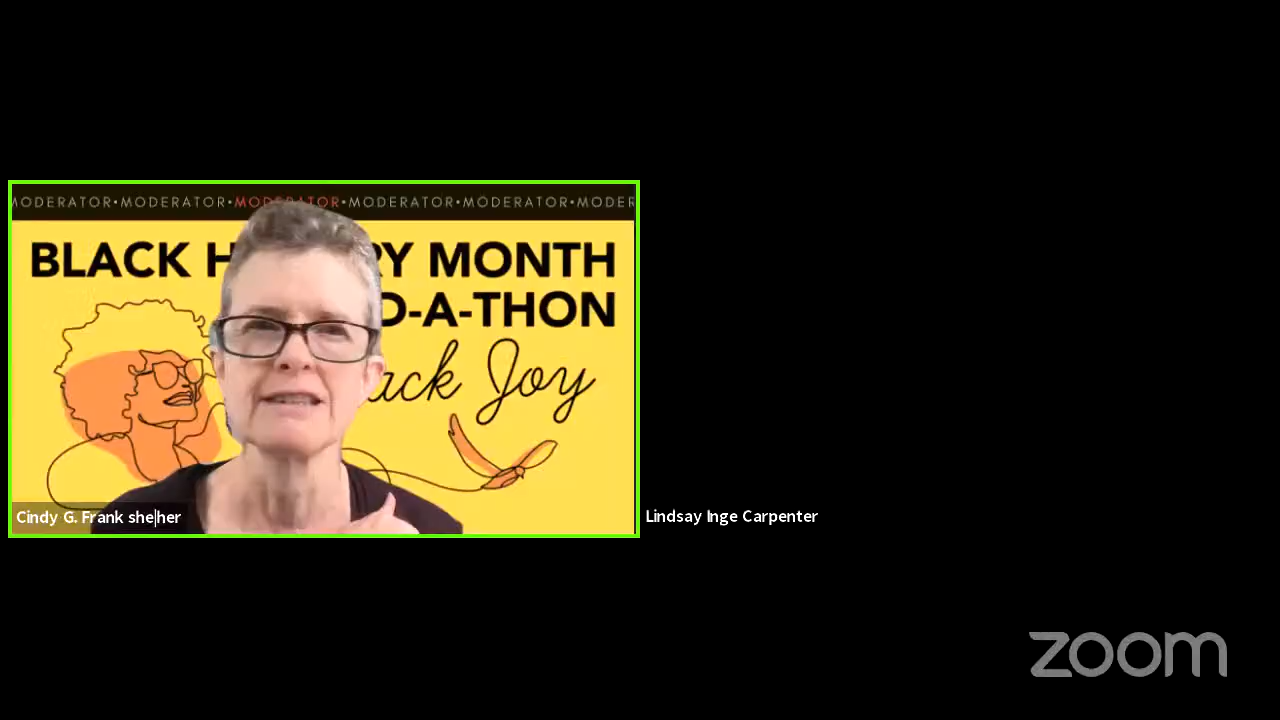 MODERATOR•MODERATOR•MODERATOR•MODERATOR•MODERATOR•MODER
BLACK H RY MONTH
D-A-THON
ack Joy
Cindy G. Frank she|her
Lindsay Inge Carpenter
zoom